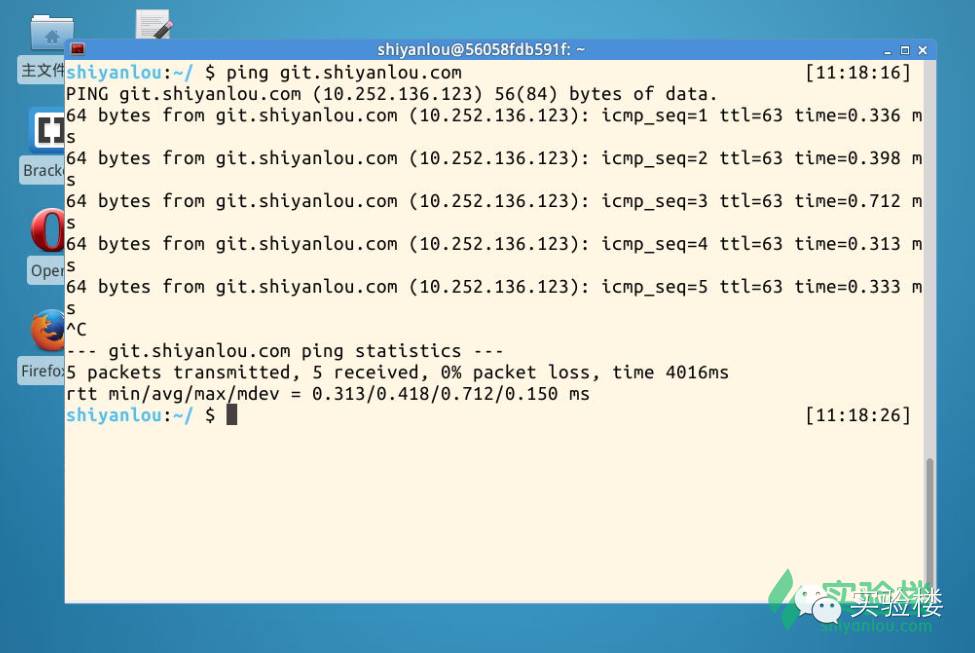 shiyanlou@56058fdb591f: ~
主文件
Bracke
Oper
Firefox
shiyanlou:~/ $ ping git.shiyanlou.com [11:18:16]
PING git.shiyanlou.com (10.252.136.123) 56(84) bytes of data.
64 bytes from git.shiyanlou.com (10.252.136.123): icmp_seq=1 ttl=63 time=0.336 m
s
64 bytes from git.shiyanlou.com (10.252.136.123): icmp_seq=2 ttl=63 time=0.398 m
s
64 bytes from git.shiyanlou.com (10.252.136.123): icmp_seq=3 ttl=63 time=0.712 m
s
64 bytes from git.shiyanlou.com (10.252.136.123): icmp_seq=4 ttl=63 time=0.313 m
s
64 bytes from git.shiyanlou.com (10.252.136.123): icmp_seq=5 ttl=63 time=0.333 m
s
^C
--- git.shiyanlou.com ping statistics ---
5 packets transmitted, 5 received, 0% packet loss, time 4016ms
rtt min/avg/max/mdev = 0.313/0.418/0.712/0.150 ms
shiyanlou:~/ $ [11:18:26]
实验楼
实验楼
shiyanlou.com